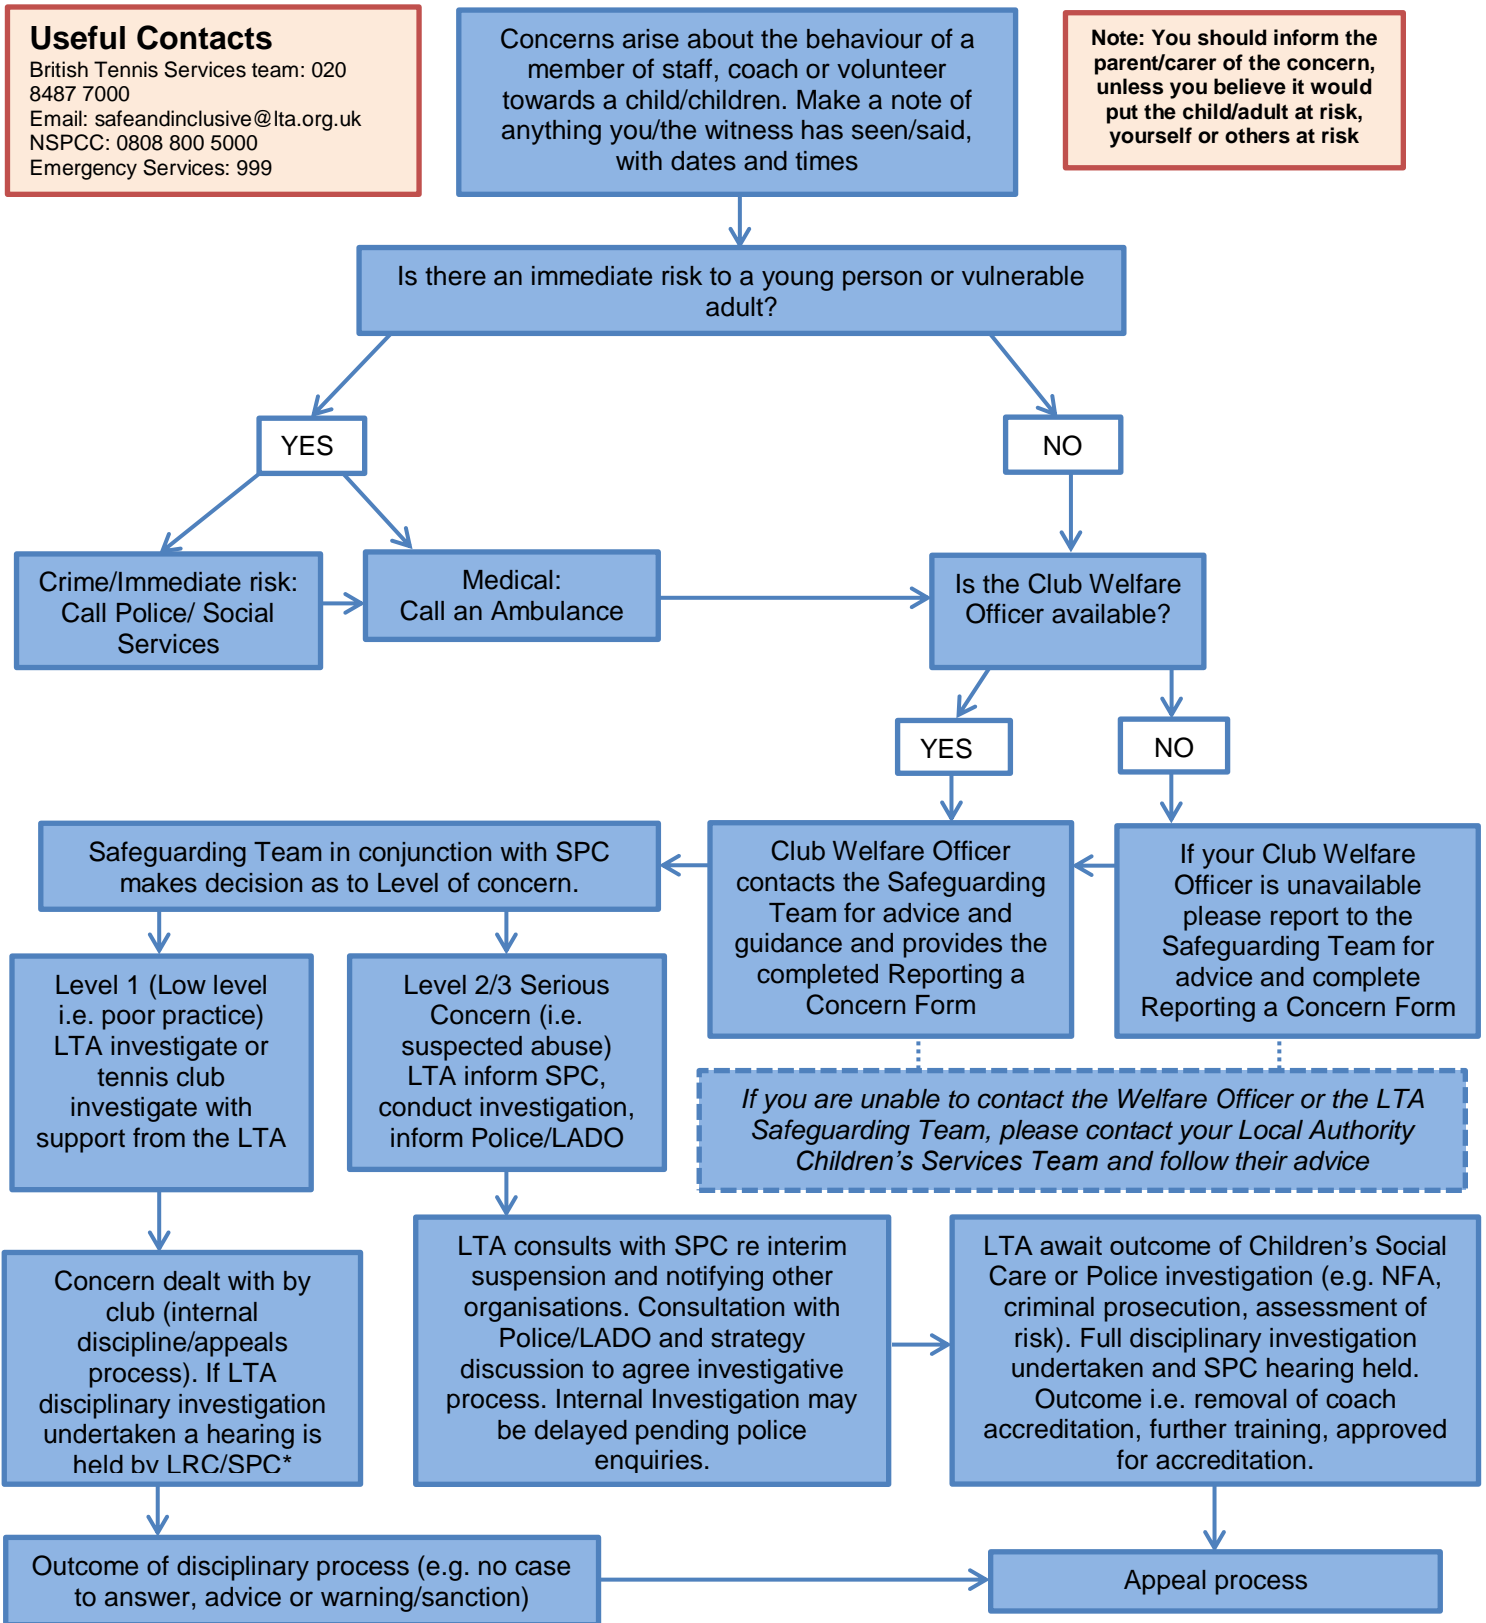 Useful Contacts
British Tennis Services team: 020
8487 7000
Email: safeandinclusive@lta.org.uk
NSPCC: 0808 800 5000
Emergency Services: 999
Concerns arise about the behaviour of a
member of staff, coach or volunteer
towards a child/children. Make a note of
anything you/the witness has seen/said,
with dates and times
Note: You should inform the
parent/carer of the concern,
unless you believe it would
put the child/adult at risk,
yourself or others at risk
Is there an immediate risk to a young person or vulnerable
adult?
YES
NO
Crime/Immediate risk:
Call Police/ Social
Services
Medical:
Call an Ambulance
Is the Club Welfare
Officer available?
YES
NO
Safeguarding Team in conjunction with SPC
makes decision as to Level of concern.
Club Welfare Officer
contacts the Safeguarding
Team for advice and
guidance and provides the
completed Reporting a
Concern Form
If your Club Welfare
Officer is unavailable
please report to the
Safeguarding Team for
advice and complete
Reporting a Concern Form
Level 1 (Low level
i.e. poor practice)
LTA investigate or
tennis club
investigate with
support from the LTA
Level 2/3 Serious
Concern (i.e.
suspected abuse)
LTA inform SPC,
conduct investigation,
inform Police/LADO
If you are unable to contact the Welfare Officer or the LTA
Safeguarding Team, please contact your Local Authority
Children’s Services Team and follow their advice
Concern dealt with by
club (internal
discipline/appeals
process). If LTA
disciplinary investigation
undertaken a hearing is
held by LRC/SPC*
LTA consults with SPC re interim
suspension and notifying other
organisations. Consultation with
Police/LADO and strategy
discussion to agree investigative
process. Internal Investigation may
be delayed pending police
enquiries.
LTA await outcome of Children’s Social
Care or Police investigation (e.g. NFA,
criminal prosecution, assessment of
risk). Full disciplinary investigation
undertaken and SPC hearing held.
Outcome i.e. removal of coach
accreditation, further training, approved
for accreditation.
Outcome of disciplinary process (e.g. no case
to answer, advice or warning/sanction)
Appeal process